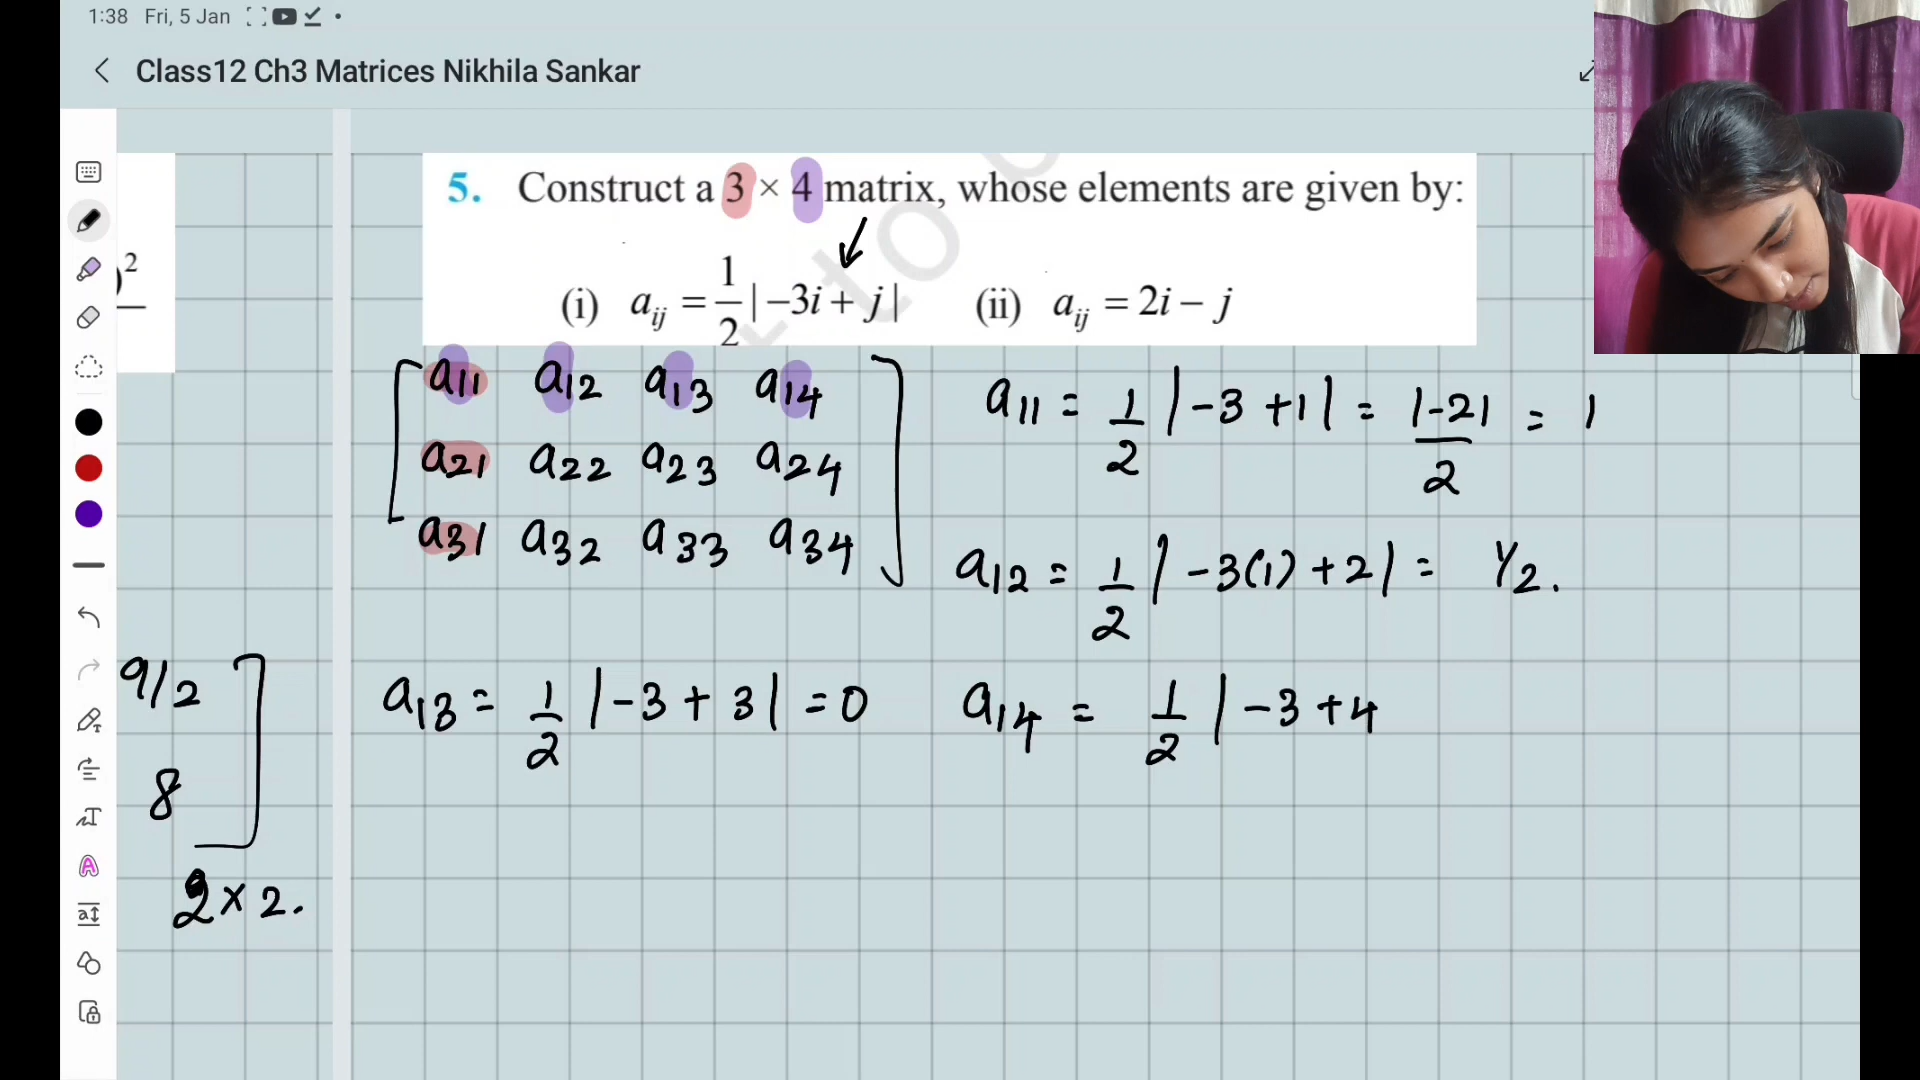 1:38 Fri, 5 Jan
Class12 Ch3 Matrices Nikhila Sankar
5. Construct a 3 × 4 matrix, whose elements are given by:
(i) aij = 1/2 |−3i + j| (ii) aij = 2i − j
to
)²
a11 a12 a13 a14
a21 a22 a23 a24
a31 a32 a33 a34
a11 = 1/2 |-3 +1| = |-2|/2 = 1
a12 = 1/2 |-3(1) +2| = 1/2.
9/2
8
2 × 2.
a13 = 1/2 |-3 + 3| = 0 a14 = 1/2 |-3 +4